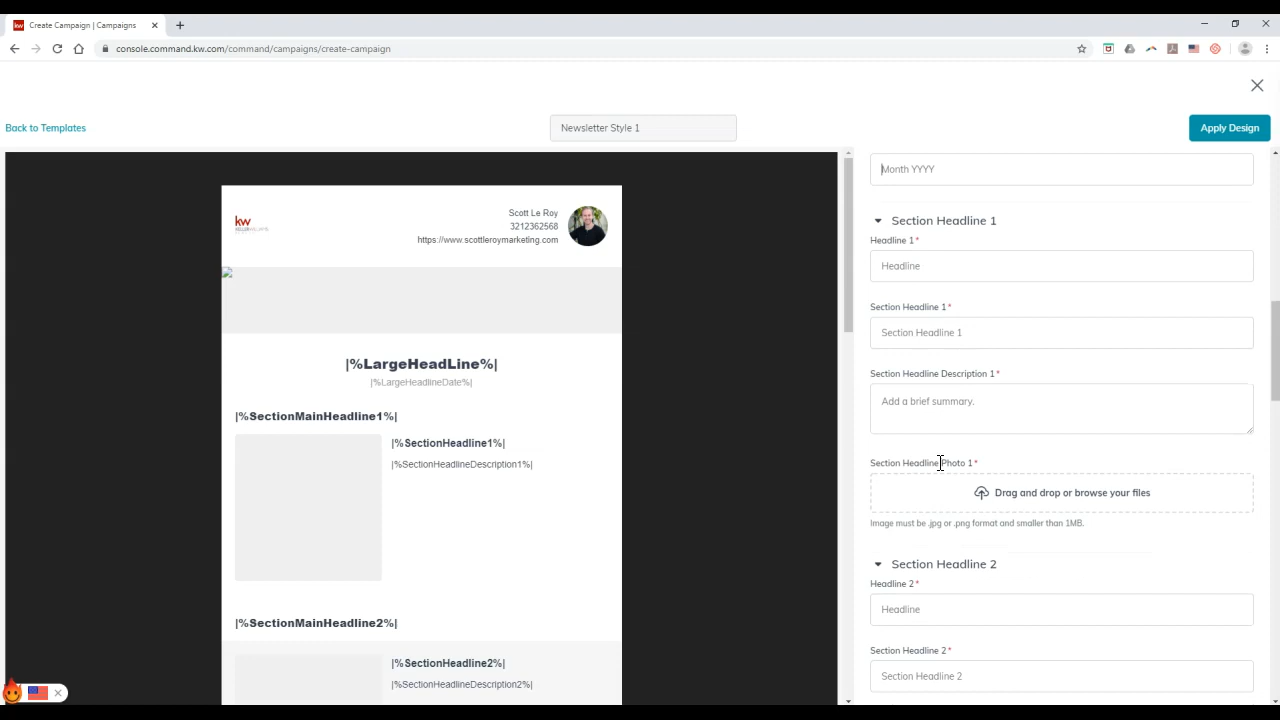 Create Campaign | Campaigns
console.command.kw.com/command/campaigns/create-campaign
Back to Templates
Newsletter Style 1
Apply Design
kw
KELLERWILLIAMS
Scott Le Roy
3212362568
https://www.scottleroymarketing.com
|%LargeHeadLine%|
|%LargeHeadlineDate%|
|%SectionMainHeadline1%|
|%SectionHeadline1%|
|%SectionHeadlineDescription1%|
|%SectionMainHeadline2%|
|%SectionHeadline2%|
|%SectionHeadlineDescription2%|
Month YYYY
Section Headline 1
Headline 1*
Headline
Section Headline 1*
Section Headline 1
Section Headline Description 1*
Add a brief summary.
Section Headline Photo 1*
Drag and drop or browse your files
Image must be .jpg or .png format and smaller than 1MB.
Section Headline 2
Headline 2*
Headline
Section Headline 2*
Section Headline 2